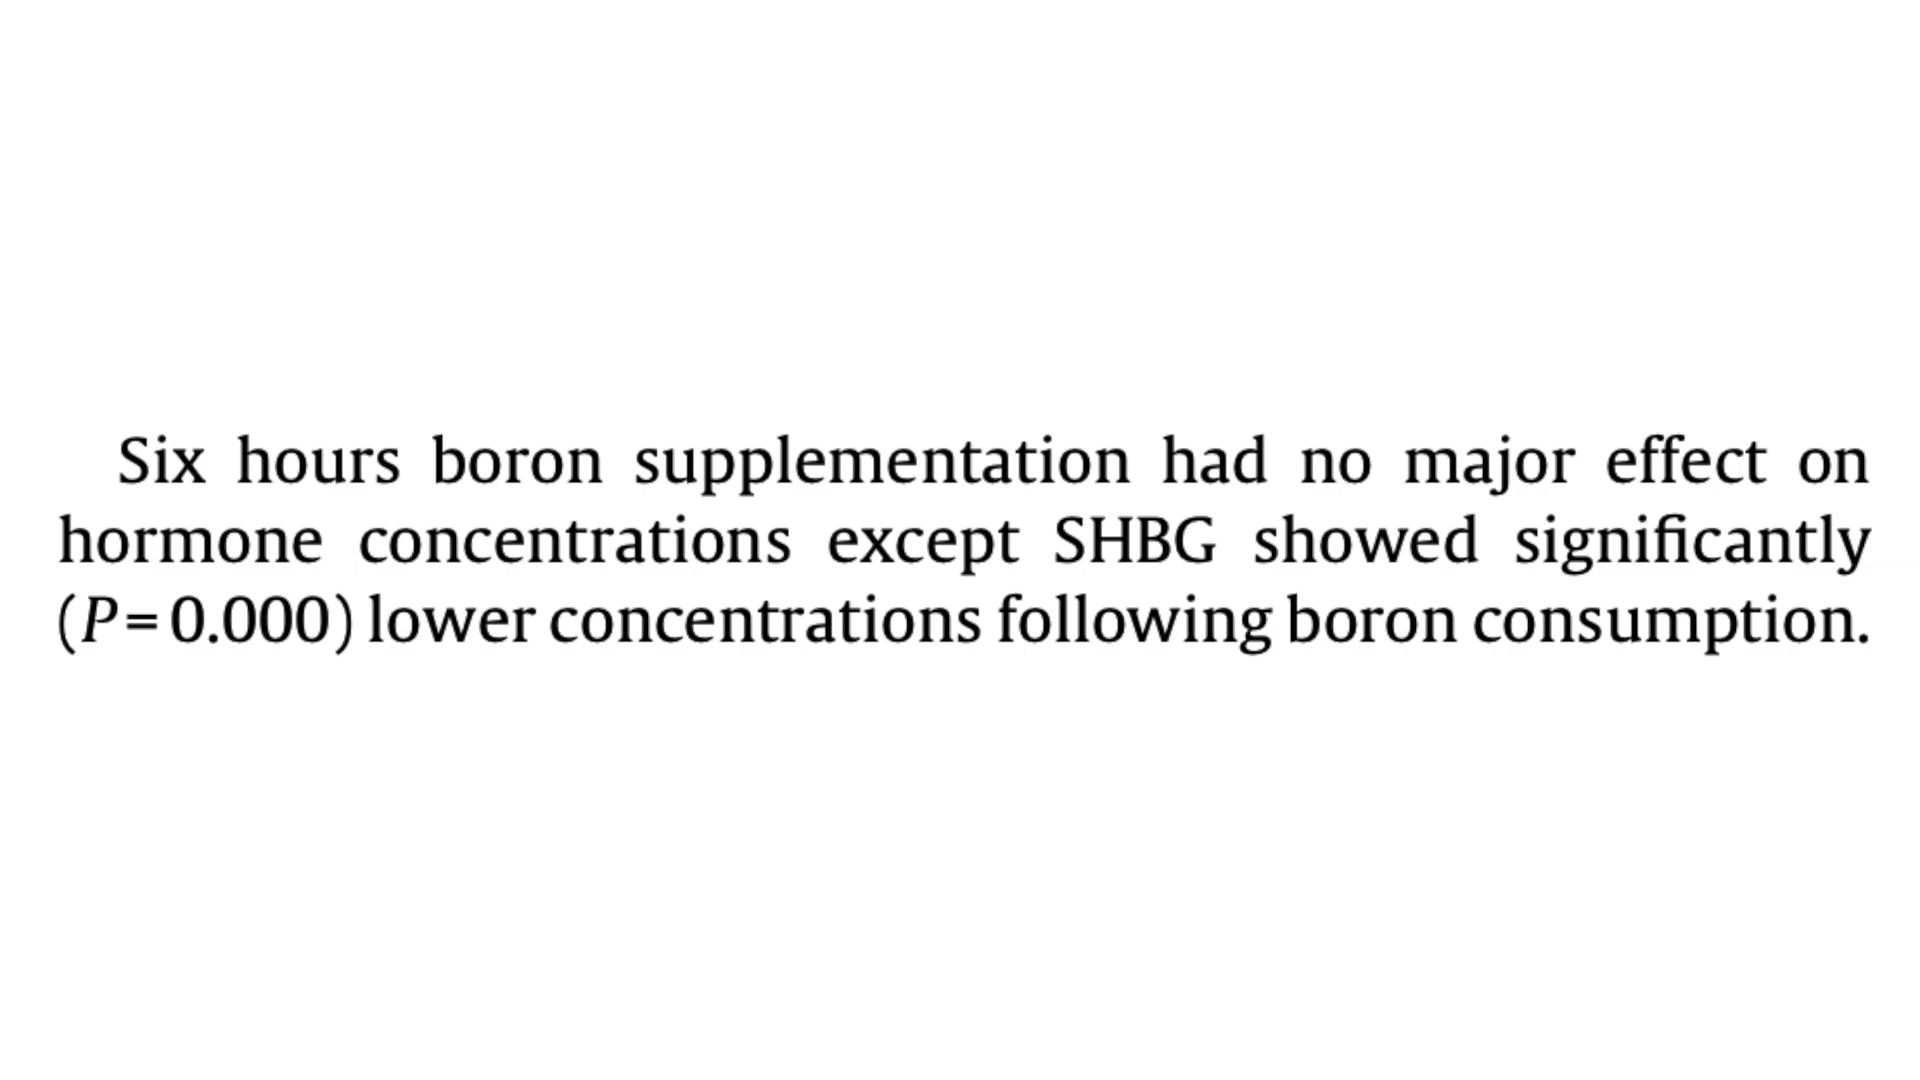 Six hours boron supplementation had no major effect on
hormone concentrations except SHBG showed significantly
(P = 0.000) lower concentrations following boron consumption.